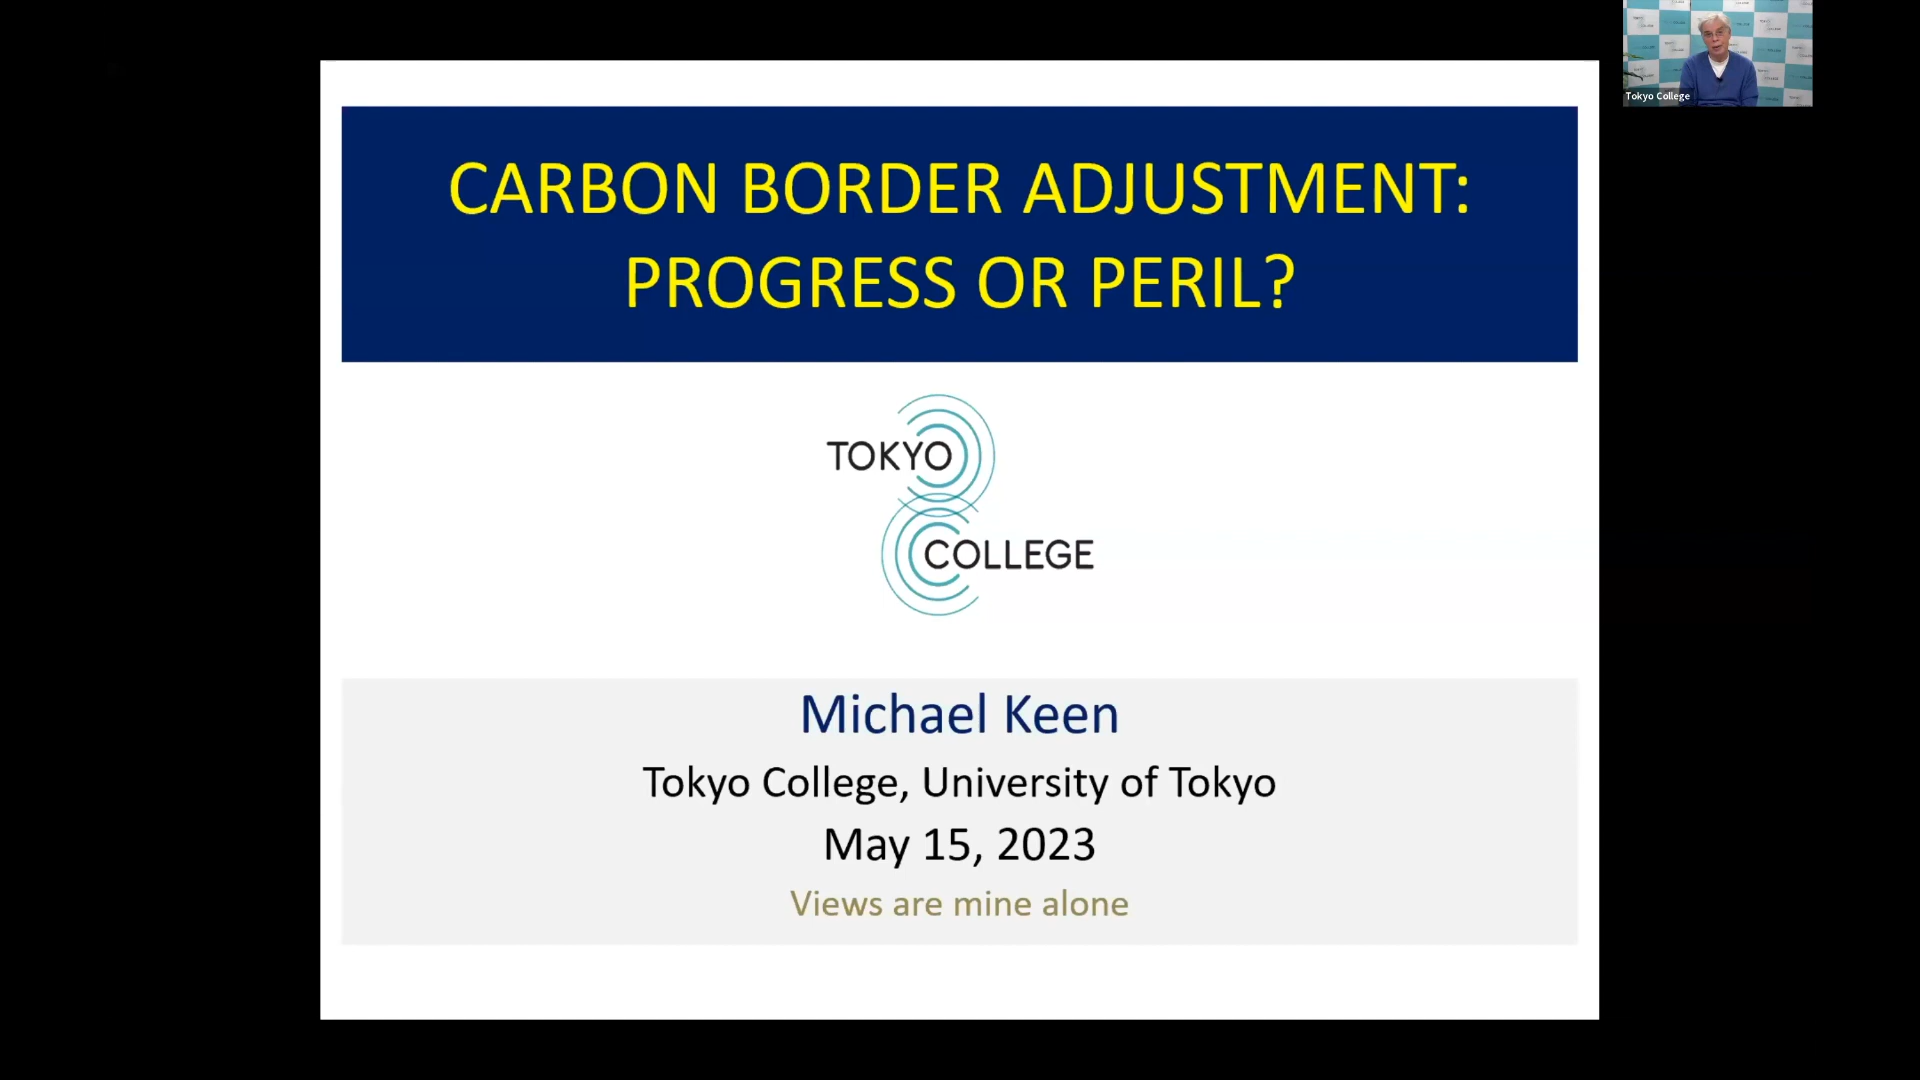 CARBON BORDER ADJUSTMENT:
PROGRESS OR PERIL?
TOKYO
COLLEGE
Michael Keen
Tokyo College, University of Tokyo
May 15, 2023
Views are mine alone
Tokyo College